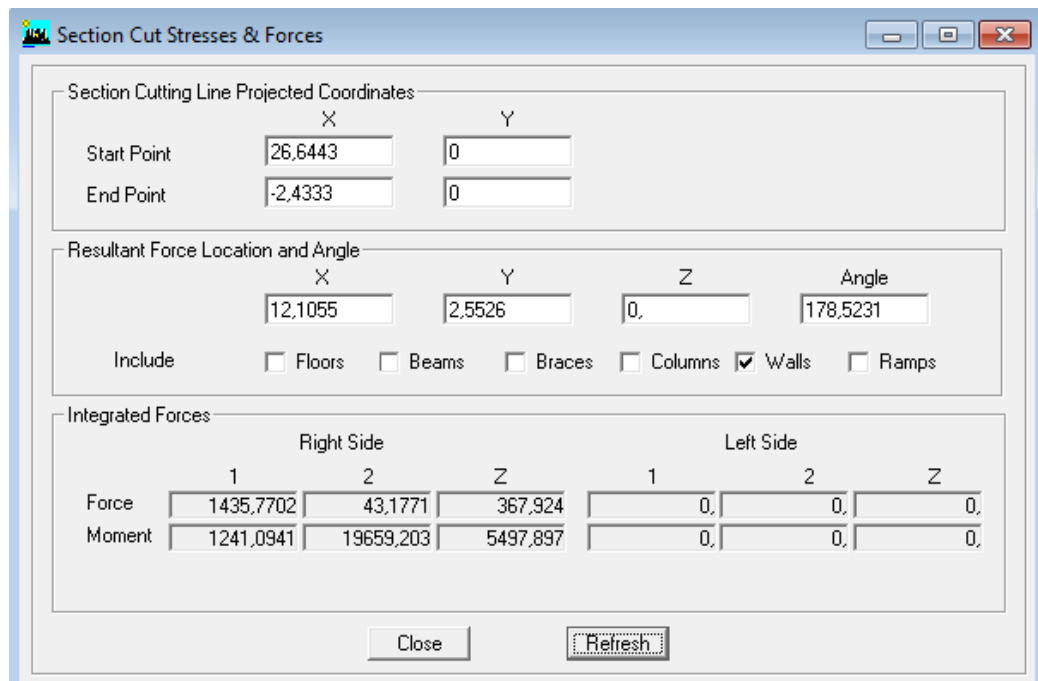 Section Cut Stresses & Forces
Section Cutting Line Projected Coordinates
X Y
Start Point 26,6443 0
End Point -2,4333 0
Resultant Force Location and Angle
X Y Z Angle
12,1055 2,5526 0, 178,5231
Include Floors Beams Braces Columns Walls Ramps
Integrated Forces
Right Side Left Side
1 2 Z 1 2 Z
Force 1435,7702 43,1771 367,924 0, 0, 0,
Moment 1241,0941 19659,203 5497,897 0, 0, 0,
Close Refresh